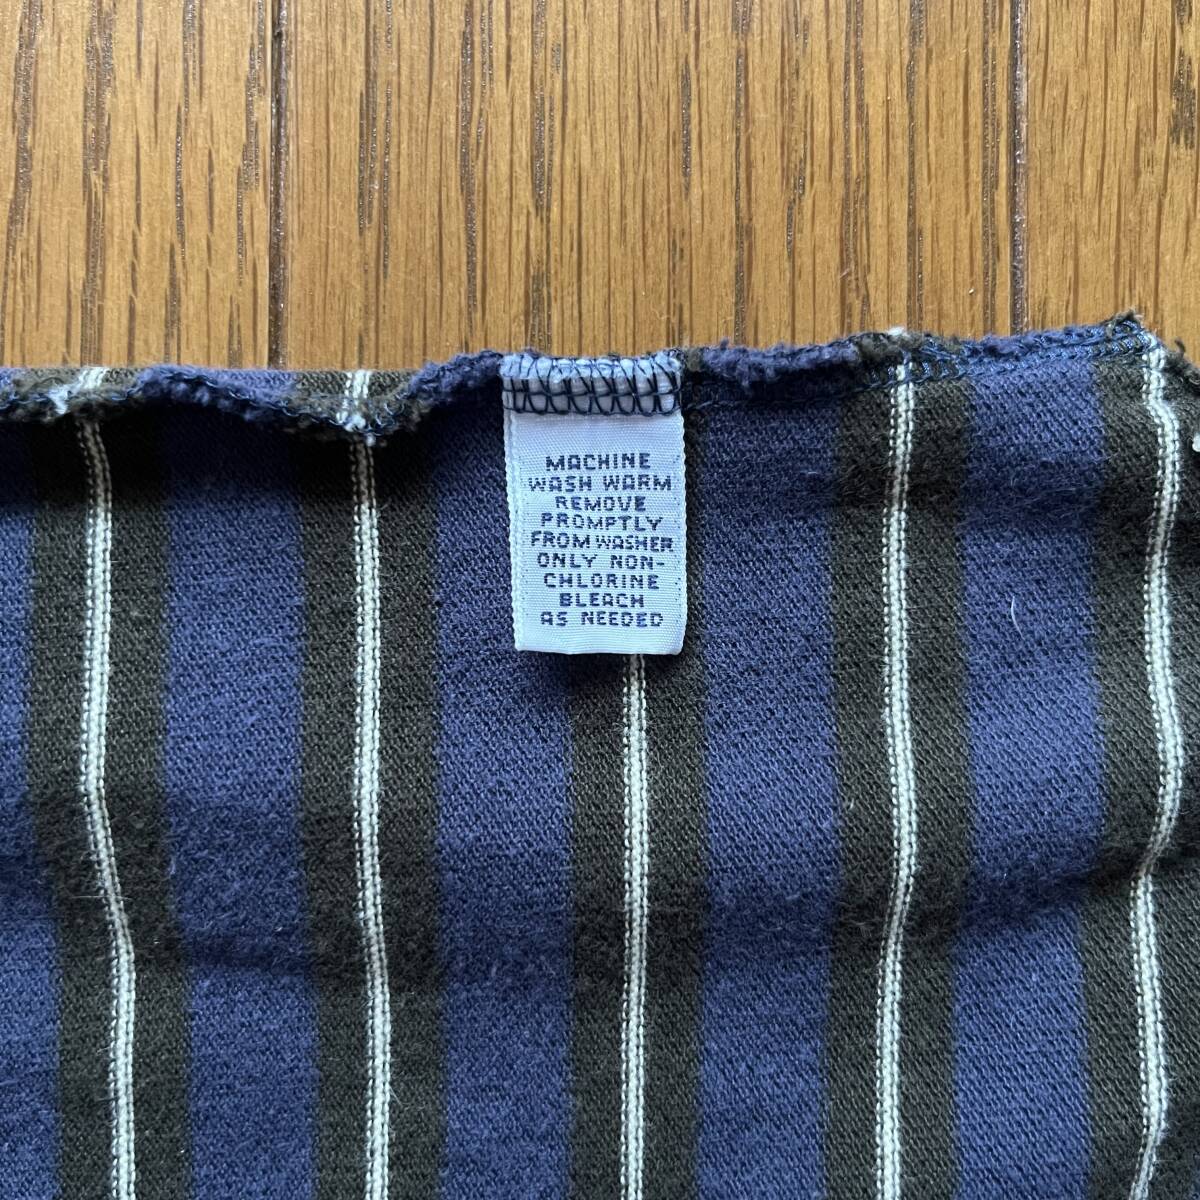 MACHINE
WASH WARM
REMOVE
PROMPTLY
FROM WASHER
ONLY NON-
CHLORINE
BLEACH
AS NEEDED